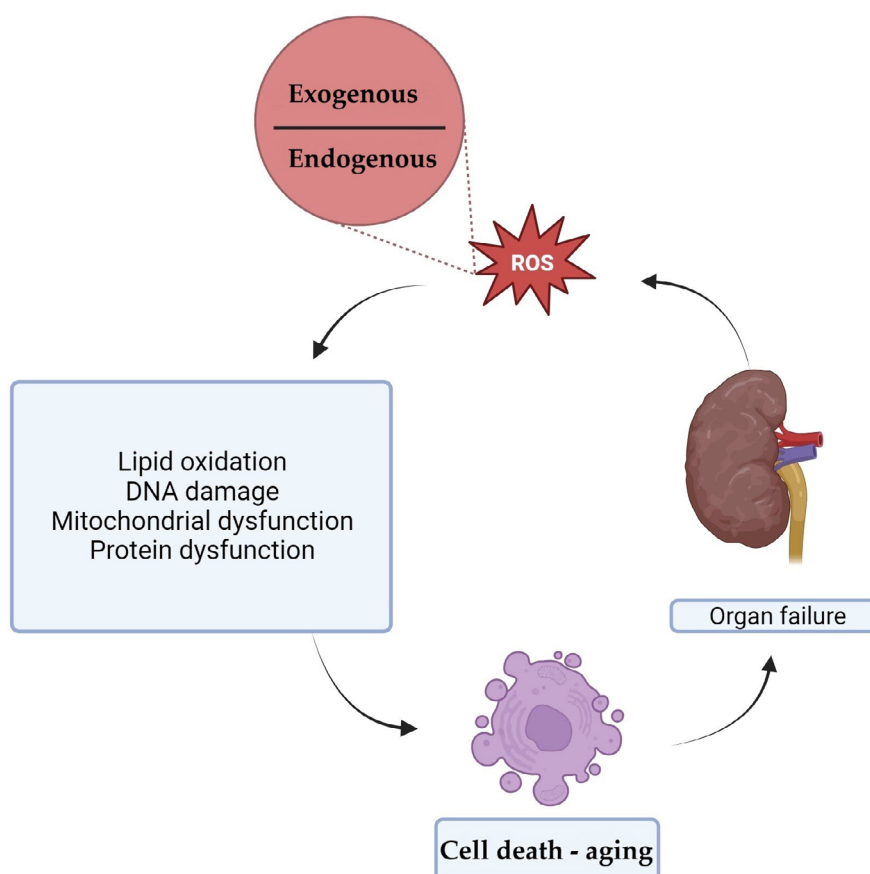 Exogenous
Endogenous
ROS
Lipid oxidation
DNA damage
Mitochondrial dysfunction
Protein dysfunction
Organ failure
Cell death - aging